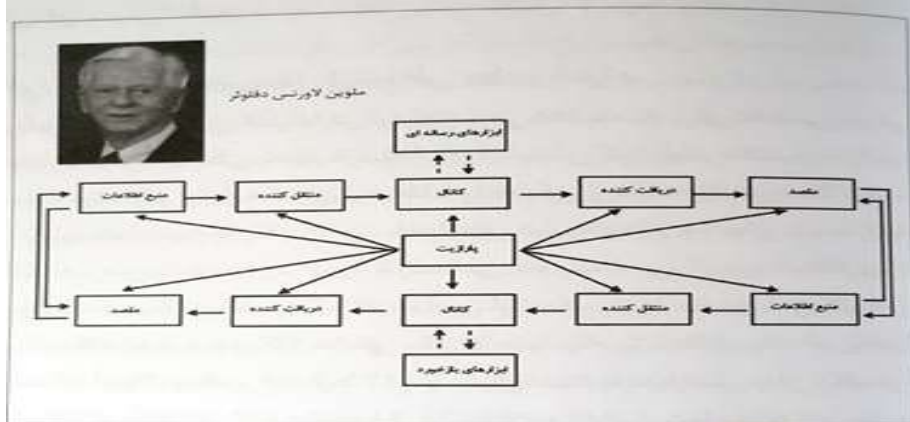 ملوین لاورنس دفلوئر
ابزارهای رسانه ای
منبع اطلاعات
منتقل کننده
کانال
دریافت کننده
مقصد
پارازیت
مقصد
دریافت کننده
کانال
منتقل کننده
منبع اطلاعات
ابزارهای بازخورد